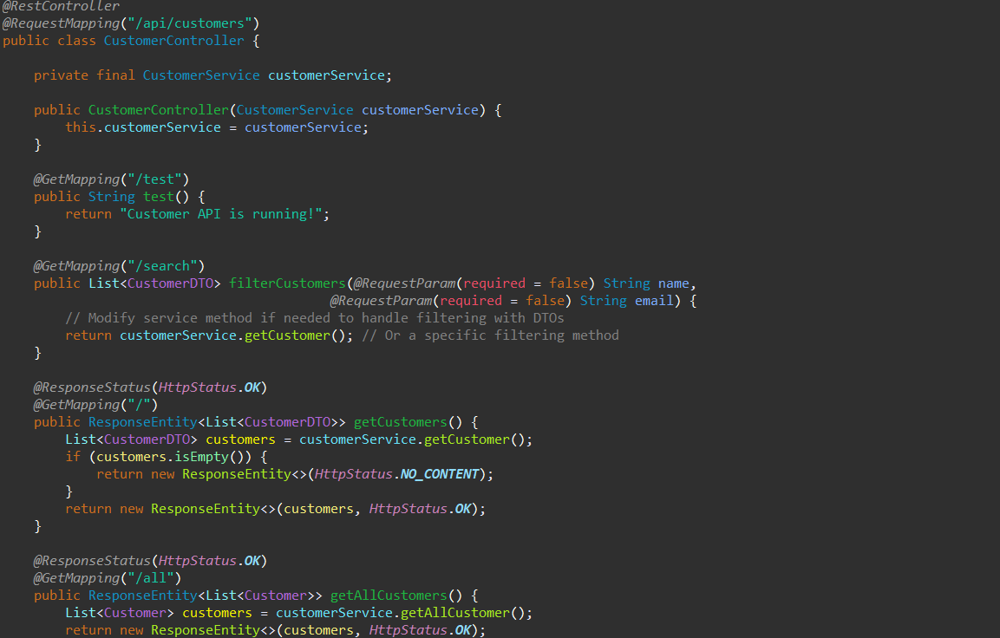 @RestController
@RequestMapping("/api/customers")
public class CustomerController {
private final CustomerService customerService;
public CustomerController(CustomerService customerService) {
this.customerService = customerService;
}
@GetMapping("/test")
public String test() {
return "Customer API is running!";
}
@GetMapping("/search")
public List<CustomerDTO> filterCustomers(@RequestParam(required = false) String name,
@RequestParam(required = false) String email) {
// Modify service method if needed to handle filtering with DTOs
return customerService.getCustomer(); // Or a specific filtering method
}
@ResponseStatus(HttpStatus.OK)
@GetMapping("/")
public ResponseEntity<List<CustomerDTO>> getCustomers() {
List<CustomerDTO> customers = customerService.getCustomer();
if (customers.isEmpty()) {
return new ResponseEntity<>(HttpStatus.NO_CONTENT);
}
return new ResponseEntity<>(customers, HttpStatus.OK);
}
@ResponseStatus(HttpStatus.OK)
@GetMapping("/all")
public ResponseEntity<List<Customer>> getAllCustomers() {
List<Customer> customers = customerService.getAllCustomer();
return new ResponseEntity<>(customers, HttpStatus.OK);